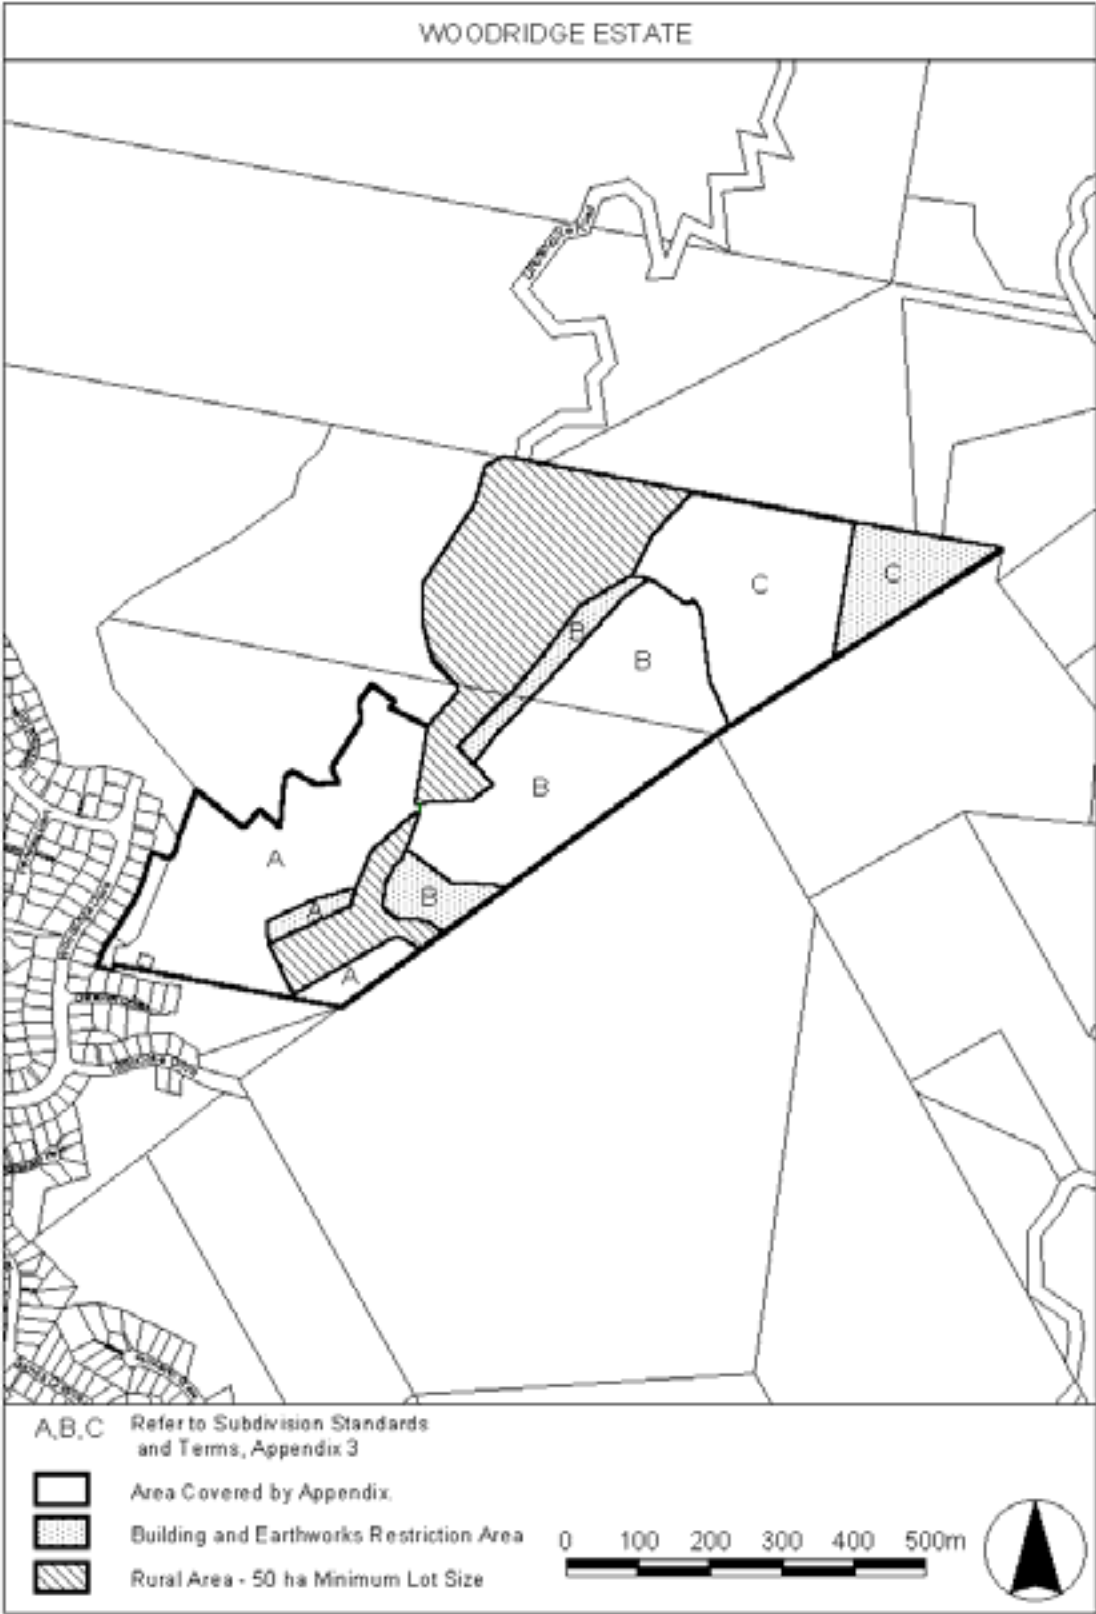 WOODRIDGE ESTATE
C
C
B
B
B
A
A
B
A
A,B,C Refer to Subdivision Standards
and Terms, Appendix 3
Area Covered by Appendix.
Building and Earthworks Restriction Area
Rural Area - 50 ha Minimum Lot Size
0 100 200 300 400 500m